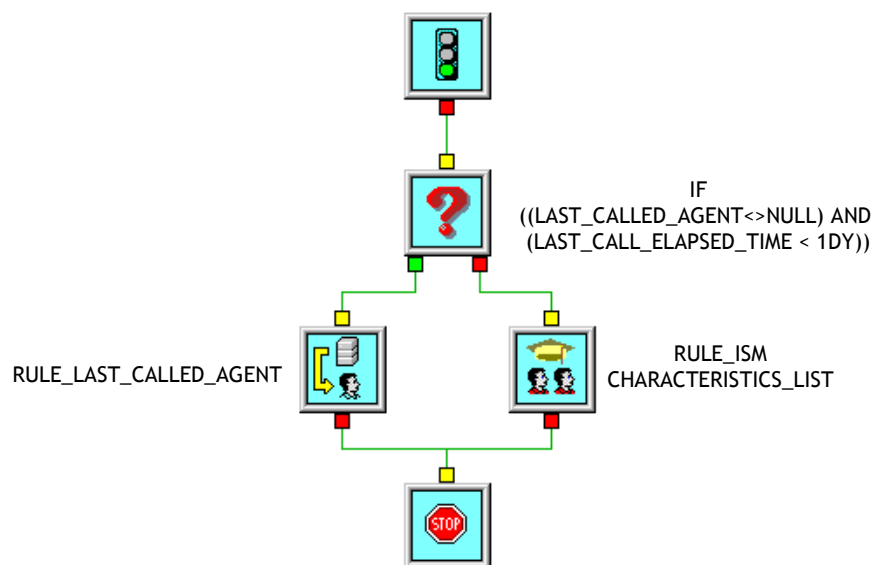 IF
((LAST_CALLED_AGENT<>NULL) AND
(LAST_CALL_ELAPSED_TIME < 1DY))
RULE_LAST_CALLED_AGENT
RULE_ISM
CHARACTERISTICS_LIST
STOP